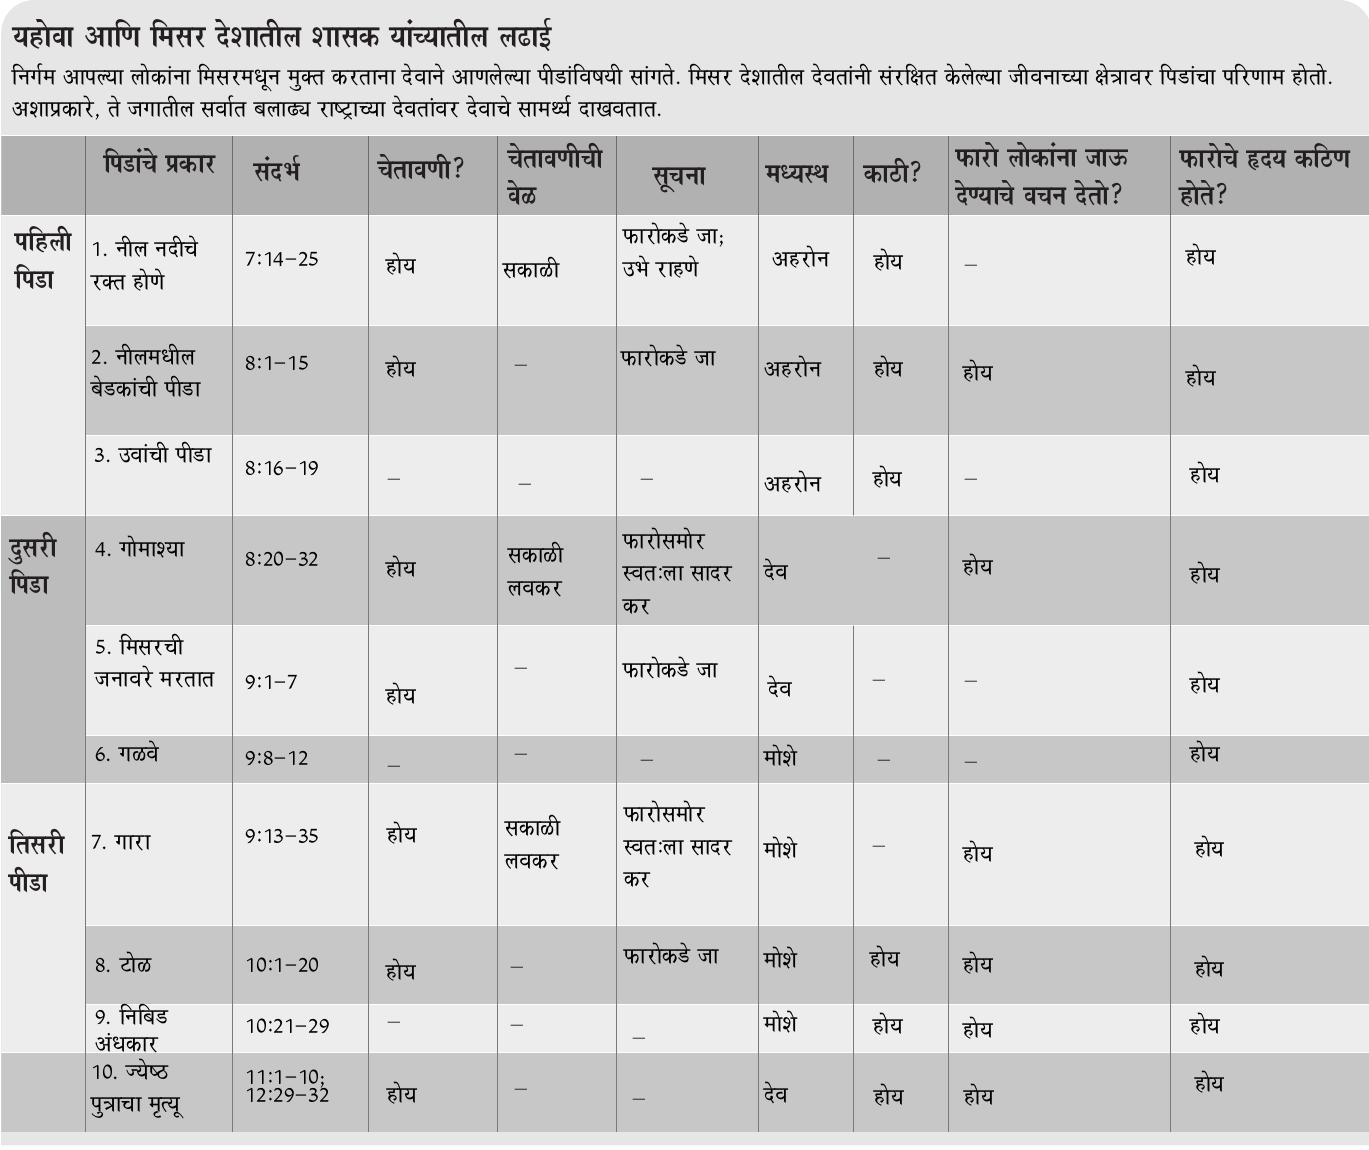 यहोवा आणि मिसर देशातील शासक यांच्यातील लढाई
निर्गम आपल्या लोकांना मिसरमधून मुक्त करताना देवाने आणलेल्या पीडांविषयी सांगते. मिसर देशातील देवतांनी संरक्षित केलेल्या जीवनाच्या क्षेत्रावर पिडांचा परिणाम होतो.
अशाप्रकारे, ते जगातील सर्वात बलाढ्य राष्ट्राच्या देवतांवर देवाचे सामर्थ्य दाखवतात.
पिडांचे प्रकार
संदर्भ
चेतावणी?
चेतावणीची
वेळ
सूचना
मध्यस्थ
काठी?
फारो लोकांना जाऊ
देण्याचे वचन देतो?
फारोचे हृदय कठिण
होते?
पहिली
पिडा
1. नील नदीचे
रक्त होणे
7:14–25
होय
सकाळी
फारोकडे जा;
उभे राहणे
अहरोन
होय
–
होय
2. नीलमधील
बेडकांची पीडा
8:1–15
होय
–
फारोकडे जा
अहरोन
होय
होय
होय
3. उवांची पीडा
8:16–19
–
–
–
अहरोन
होय
–
होय
दुसरी
पिडा
4. गोमाश्या
8:20–32
होय
सकाळी
लवकर
फारोसमोर
स्वतःला सादर
कर
देव
–
होय
होय
5. मिसरची
जनावरे मरतात
9:1–7
होय
–
फारोकडे जा
देव
–
–
होय
6. गळवे
9:8–12
–
–
–
मोशे
–
–
होय
तिसरी
पीडा
7. गारा
9:13–35
होय
सकाळी
लवकर
फारोसमोर
स्वतःला सादर
कर
मोशे
–
होय
होय
8. टोळ
10:1–20
होय
–
फारोकडे जा
मोशे
होय
होय
होय
9. निबिड
अंधकार
10:21–29
–
–
–
मोशे
होय
होय
होय
10. ज्येष्ठ
पुत्राचा मृत्यू
11:1–10;
12:29–32
होय
–
–
देव
होय
होय
होय